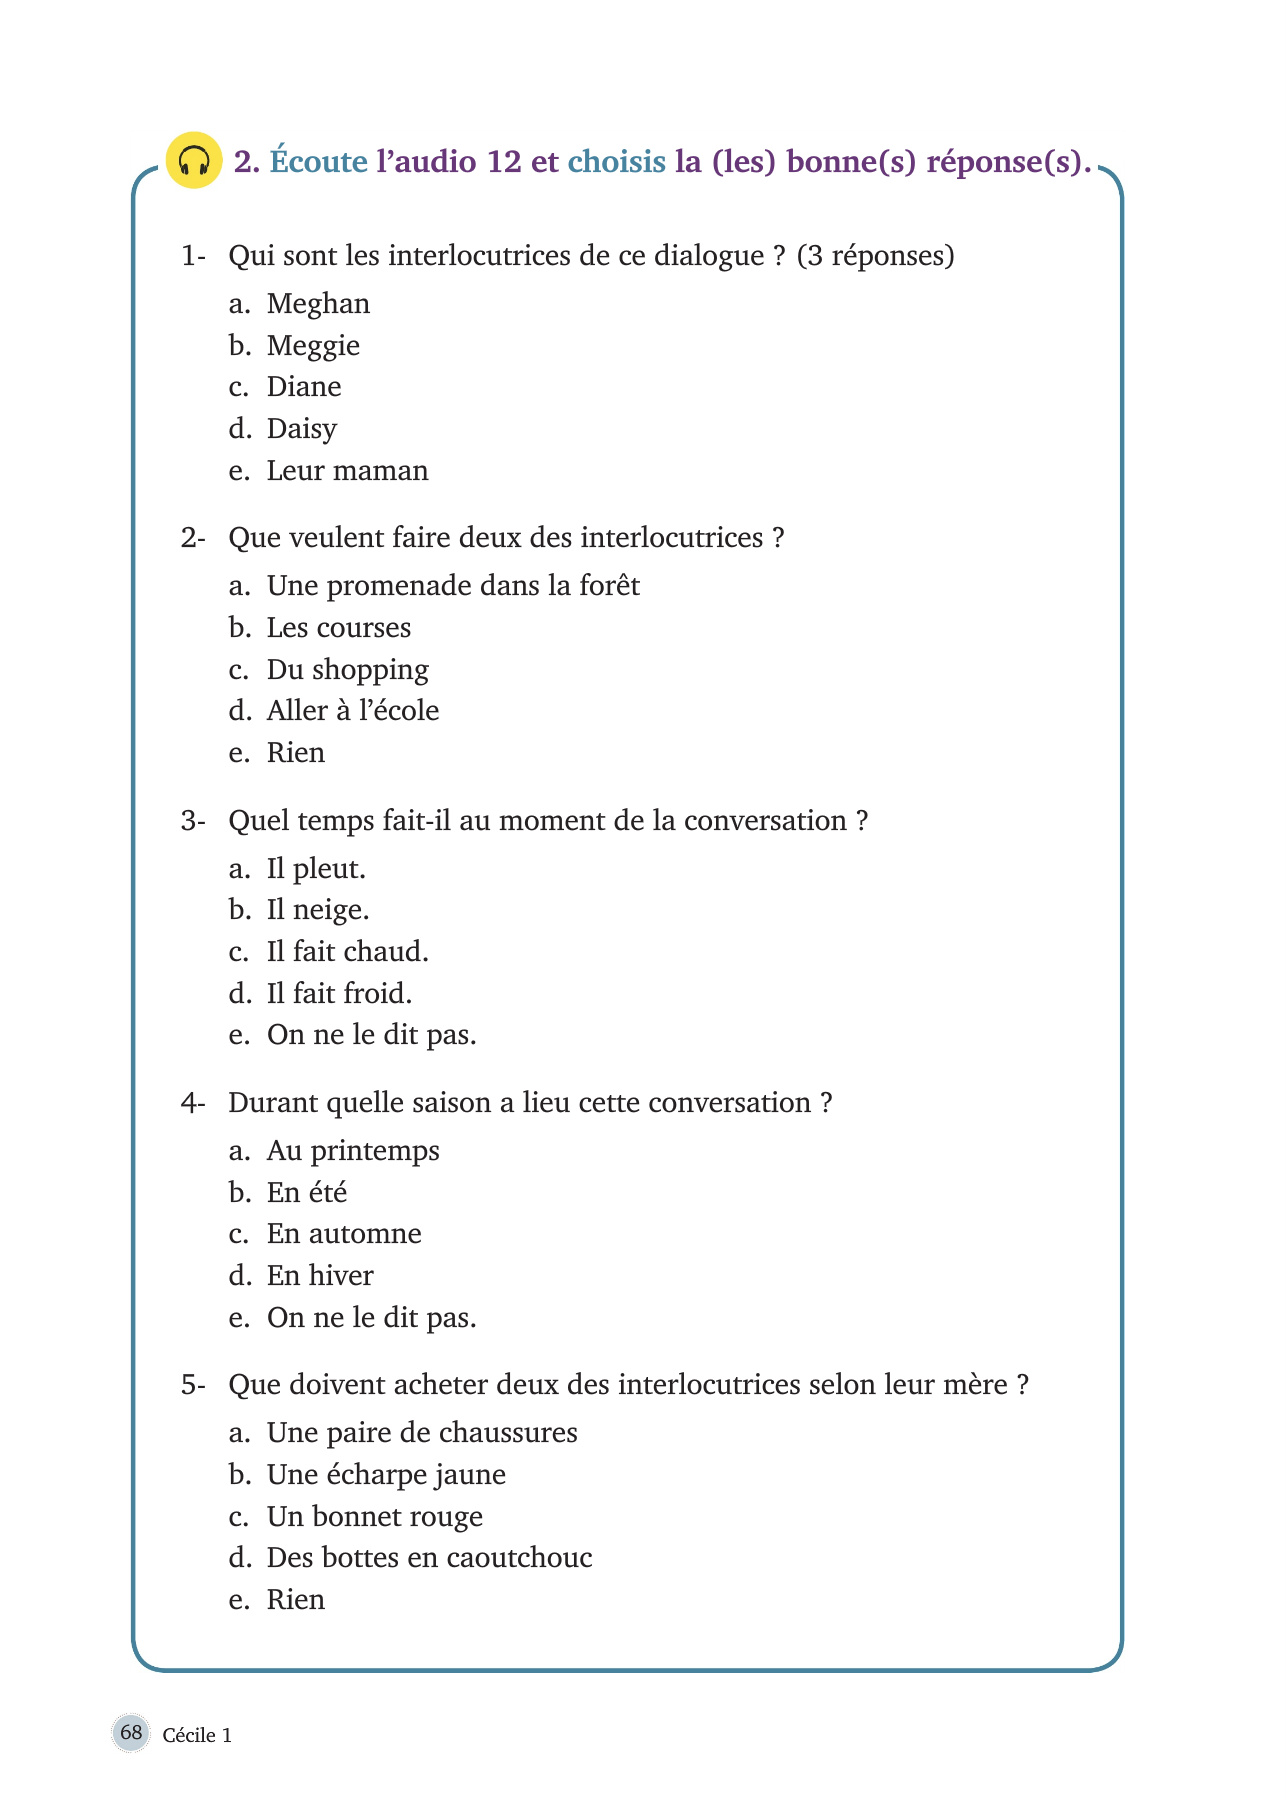 2. Écoute l’audio 12 et choisis la (les) bonne(s) réponse(s).
1- Qui sont les interlocutrices de ce dialogue ? (3 réponses)
a. Meghan
b. Meggie
c. Diane
d. Daisy
e. Leur maman
2- Que veulent faire deux des interlocutrices ?
a. Une promenade dans la forêt
b. Les courses
c. Du shopping
d. Aller à l’école
e. Rien
3- Quel temps fait-il au moment de la conversation ?
a. Il pleut.
b. Il neige.
c. Il fait chaud.
d. Il fait froid.
e. On ne le dit pas.
4- Durant quelle saison a lieu cette conversation ?
a. Au printemps
b. En été
c. En automne
d. En hiver
e. On ne le dit pas.
5- Que doivent acheter deux des interlocutrices selon leur mère ?
a. Une paire de chaussures
b. Une écharpe jaune
c. Un bonnet rouge
d. Des bottes en caoutchouc
e. Rien
68 Cécile 1